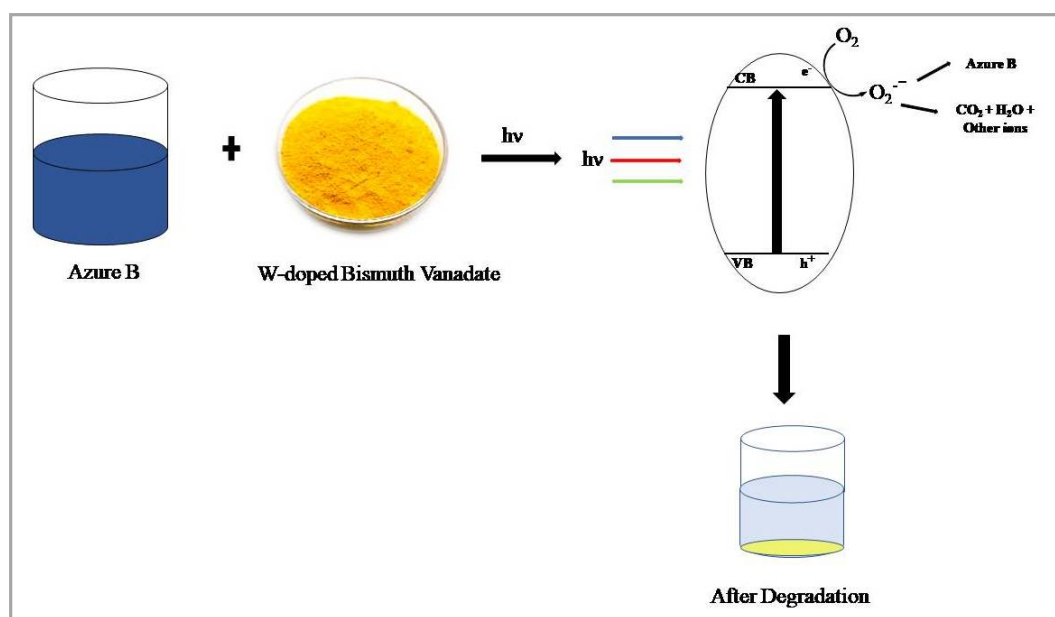 Azure B
+
W-doped Bismuth Vanadate
hν
hν
CB
e⁻
O₂
O₂·⁻
Azure B
CO₂ + H₂O +
Other ions
VB
h⁺
After Degradation